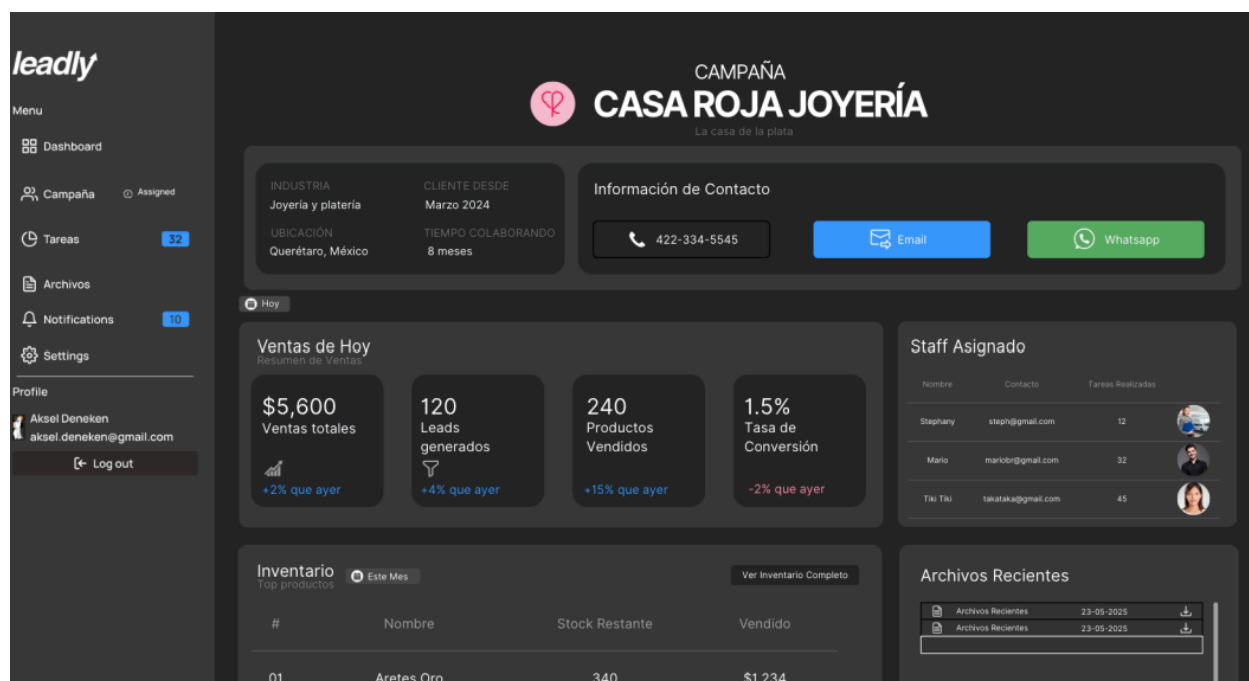 leadly
Menu
Dashboard
Campaña
Assigned
Tareas
32
Archivos
Notifications
10
Settings
Profile
Aksel Deneken
aksel.deneken@gmail.com
Log out
CAMPAÑA
CASA ROJA JOYERÍA
La casa de la plata
INDUSTRIA
Joyería y platería
CLIENTE DESDE
Marzo 2024
UBICACIÓN
Querétaro, México
TIEMPO COLABORANDO
8 meses
Información de Contacto
422-334-5545
Email
Whatsapp
Hoy
Ventas de Hoy
Resumen de Ventas
$5,600
Ventas totales
+2% que ayer
120
Leads
generados
+4% que ayer
240
Productos
Vendidos
+15% que ayer
1.5%
Tasa de
Conversión
-2% que ayer
Staff Asignado
Nombre Contacto Tareas Realizadas
Stephany steph@gmail.com 12
Mario mariobr@gmail.com 32
Tiki Tiki takataka@gmail.com 45
Inventario
Top productos
Este Mes
Ver Inventario Completo
# Nombre Stock Restante Vendido
01 Aretes Oro 340 $1,234
Archivos Recientes
Archivos Recientes 23-05-2025
Archivos Recientes 23-05-2025